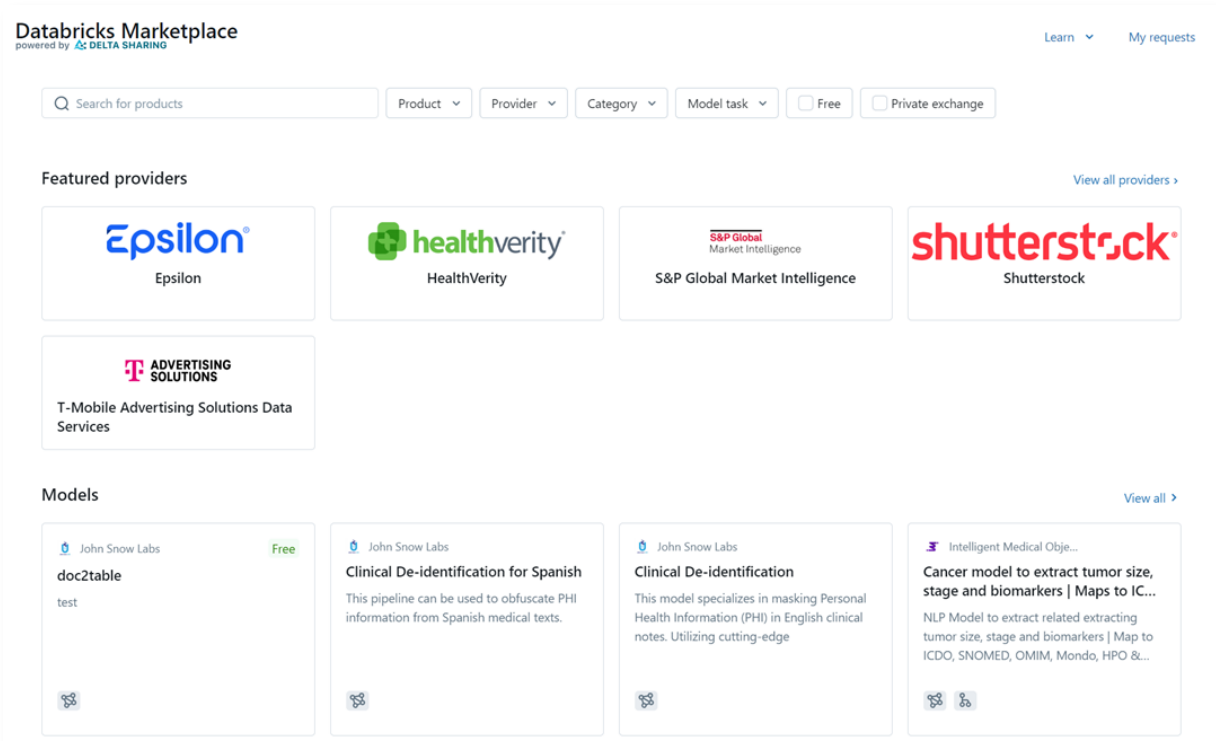 Databricks Marketplace
powered by DELTA SHARING
Learn
My requests
Search for products
Product
Provider
Category
Model task
Free
Private exchange
Featured providers
View all providers ›
Epsilon®
Epsilon
healthverity®
HealthVerity
S&P Global
Market Intelligence
S&P Global Market Intelligence
shutterstock®
Shutterstock
T ADVERTISING
SOLUTIONS
T-Mobile Advertising Solutions Data
Services
Models
View all ›
John Snow Labs
Free
doc2table
test
John Snow Labs
Clinical De-identification for Spanish
This pipeline can be used to obfuscate PHI
information from Spanish medical texts.
John Snow Labs
Clinical De-identification
This model specializes in masking Personal
Health Information (PHI) in English clinical
notes. Utilizing cutting-edge
Intelligent Medical Obje...
Cancer model to extract tumor size,
stage and biomarkers | Maps to IC...
NLP Model to extract related extracting
tumor size, stage and biomarkers | Map to
ICDO, SNOMED, OMIM, Mondo, HPO &...